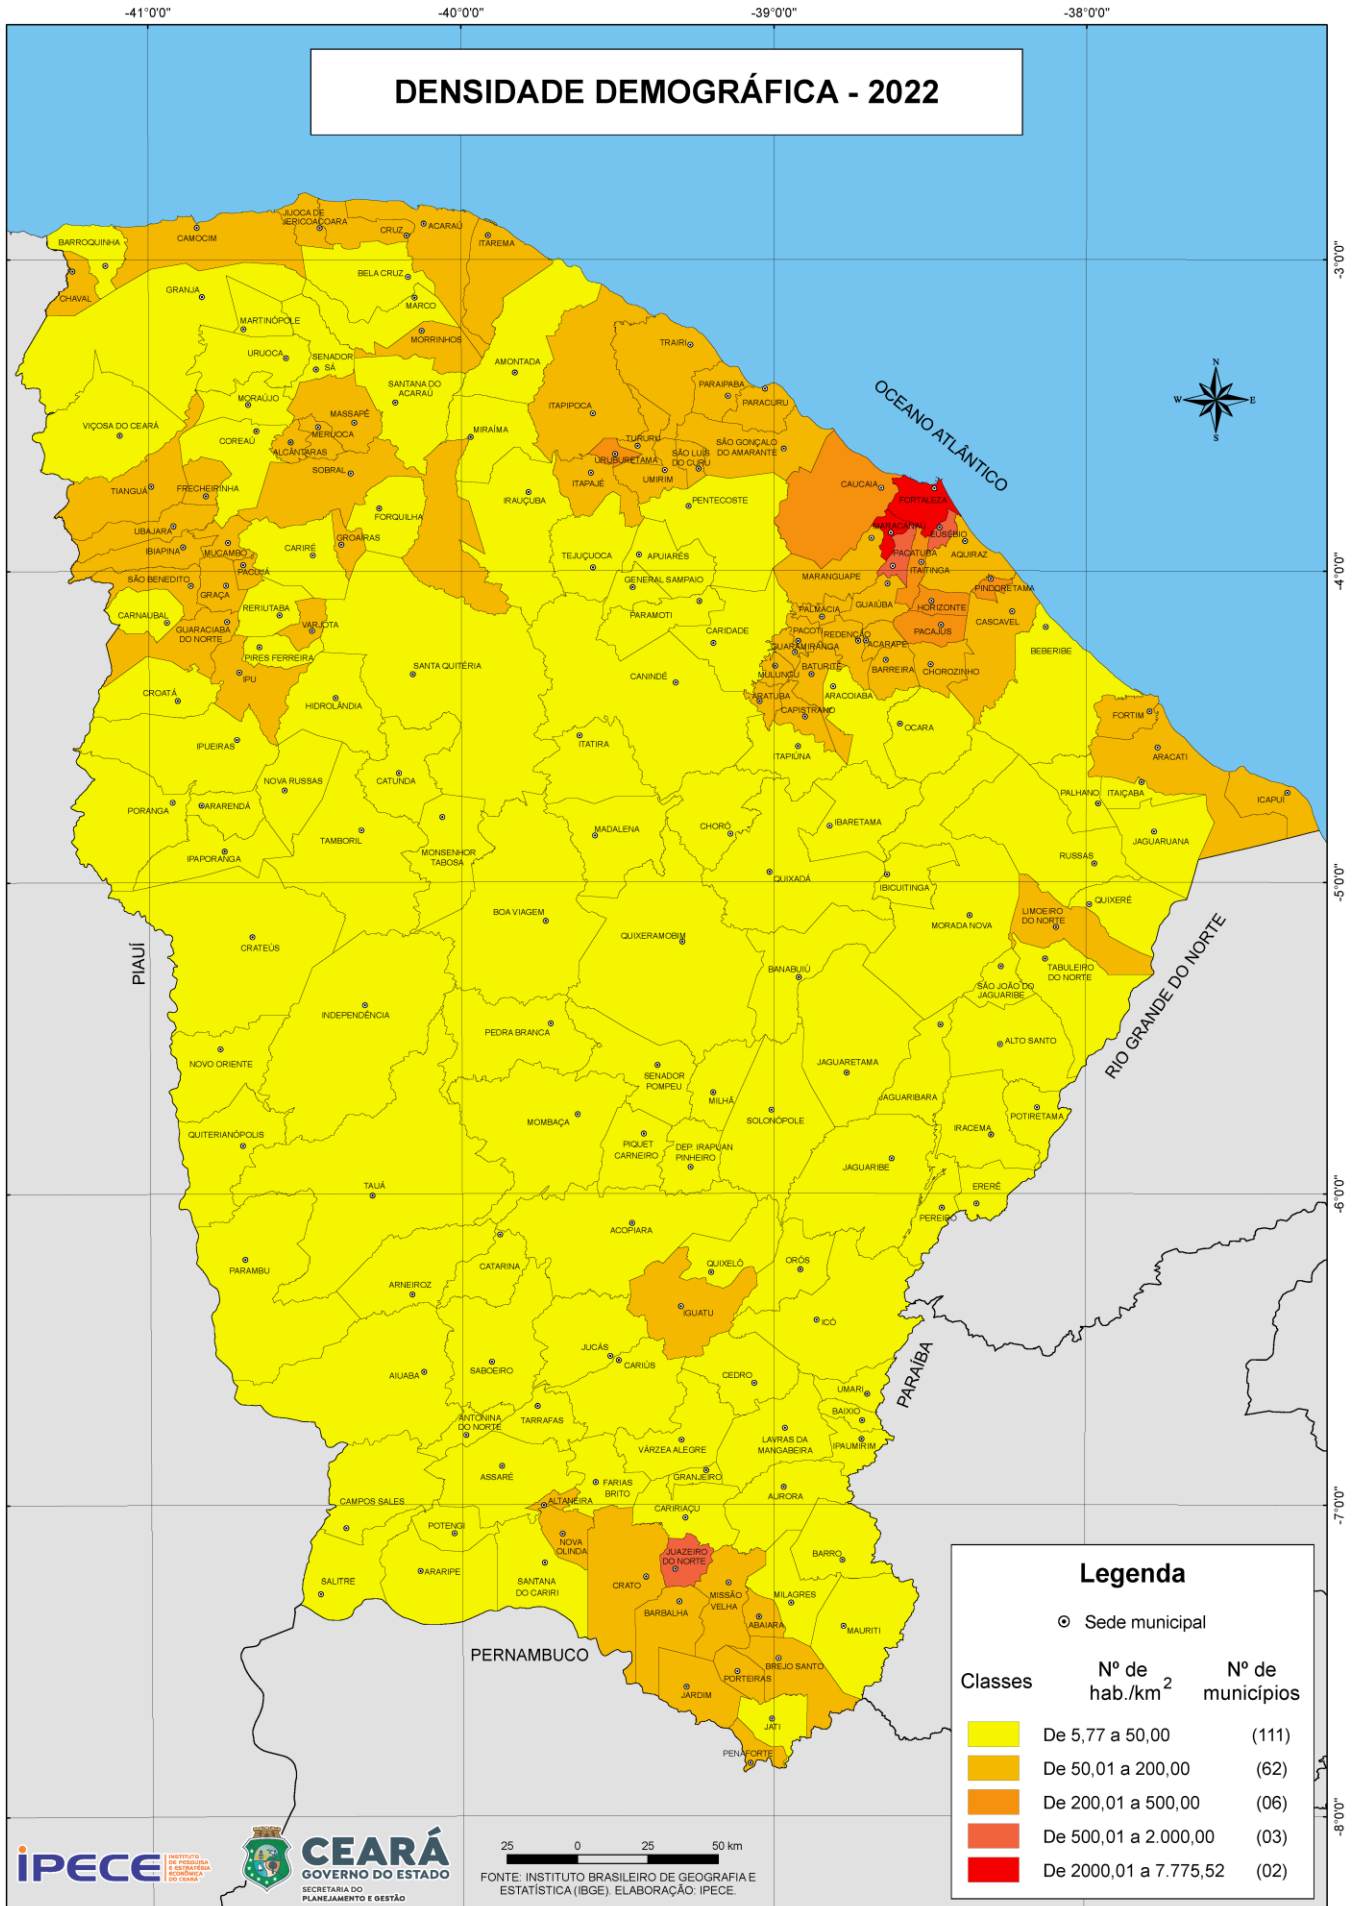 -41°0'0"
-40°0'0"
-39°0'0"
-38°0'0"
DENSIDADE DEMOGRÁFICA - 2022
JIJOCA DE
JERICOACOARA
CAMOCIM
CRUZ
ACARAÚ
ITAREMA
BARROQUINHA
-3°0'0"
CHAVAL
BELA CRUZ
GRANJA
MARCO
MARTINÓPOLE
MORRINHOS
URUOCA
SENADOR
SÁ
AMONTADA
TRAIRI
N
W
E
S
OCEANO ATLÂNTICO
SANTANA DO
ACARAÚ
PARAIPABA
PARACURU
MORAÚJO
MASSAPÊ
ITAPIPOCA
VIÇOSA DO CEARÁ
MERUOCA
MIRAÍMA
COREAÚ
ALCÂNTARAS
TURURU
SÃO GONÇALO
DO AMARANTE
URUBURETAMA
SÃO LUÍS
DO CURU
SOBRAL
UMIRIM
ITAPAJÉ
TIANGUÁ
FRECHEIRINHA
CAUCAIA
FORTALEZA
IRAUÇUBA
PENTECOSTE
FORQUILHA
UBAJARA
MARACANAÚ
EUSÉBIO
GROAÍRAS
IBIAPINA
MUCAMBO
CARIRÉ
TEJUÇUOCA
APUIARÉS
PACATUBA
AQUIRAZ
PACUJÁ
ITAITINGA
-4°0'0"
SÃO BENEDITO
MARANGUAPE
GENERAL SAMPAIO
PINDORETAMA
GRAÇA
CARNAUBAL
RERIUTABA
GUAIÚBA
HORIZONTE
PALMÁCIA
PARAMOTI
CASCAVEL
GUARACIABA
DO NORTE
VARJOTA
PACAJUS
CARIDADE
PACOTI
REDENÇÃO
ACARAPE
GUARAMIRANGA
BEBERIBE
PIRES FERREIRA
SANTA QUITÉRIA
MULUNGU
BATURITÉ
BARREIRA
CHOROZINHO
IPU
CANINDÉ
CROATÁ
ARATUBA
ARACOIABA
HIDROLÂNDIA
CAPISTRANO
FORTIM
OCARA
IPUEIRAS
ITATIRA
ITAPIÚNA
ARACATI
NOVA RUSSAS
CATUNDA
PALHANO
ITAIÇABA
PORANGA
ARARENDÁ
ICAPUÍ
TAMBORIL
MADALENA
CHORÓ
IBARETAMA
JAGUARUANA
IPAPORANGA
MONSENHOR
TABOSA
RUSSAS
-5°0'0"
QUIXADÁ
IBICUITINGA
BOA VIAGEM
QUIXERÉ
LIMOEIRO
DO NORTE
MORADA NOVA
CRATEÚS
QUIXERAMOBIM
PIAUÍ
RIO GRANDE DO NORTE
BANABUIÚ
TABULEIRO
DO NORTE
SÃO JOÃO DO
JAGUARIBE
INDEPENDÊNCIA
PEDRA BRANCA
ALTO SANTO
NOVO ORIENTE
JAGUARETAMA
SENADOR
POMPEU
MILHÃ
JAGUARIBARA
MOMBAÇA
SOLONÓPOLE
POTIRETAMA
QUITERIANÓPOLIS
IRACEMA
PIQUET
CARNEIRO
DEP. IRAPUAN
PINHEIRO
JAGUARIBE
TAUÁ
ERERÊ
-6°0'0"
PEREIRO
ACOPIARA
PARAMBU
CATARINA
QUIXELÔ
ORÓS
ARNEIROZ
IGUATU
ICÓ
JUCÁS
CARIÚS
PARAÍBA
AIUABA
SABOEIRO
CEDRO
UMARI
ANTONINA
DO NORTE
TARRAFAS
BAIXIO
LAVRAS DA
MANGABEIRA
IPAUMIRIM
VÁRZEA ALEGRE
ASSARÉ
GRANJEIRO
FARIAS
BRITO
AURORA
CAMPOS SALES
ALTANEIRA
CARIRIAÇU
-7°0'0"
POTENGI
NOVA
OLINDA
JUAZEIRO
DO NORTE
BARRO
ARARIPE
SALITRE
SANTANA
DO CARIRI
CRATO
MISSÃO
VELHA
MILAGRES
BARBALHA
ABAIARA
MAURITI
PERNAMBUCO
BREJO SANTO
PORTEIRAS
JARDIM
JATI
PENAFORTE
-8°0'0"
Legenda
Sede municipal
Classes
Nº de
hab./km²
Nº de
municípios
De 5,77 a 50,00 (111)
De 50,01 a 200,00 (62)
De 200,01 a 500,00 (06)
De 500,01 a 2.000,00 (03)
De 2000,01 a 7.775,52 (02)
iPECE
INSTITUTO
DE PESQUISA
E ESTRATÉGIA
ECONÔMICA
DO CEARÁ
CEARÁ
GOVERNO DO ESTADO
SECRETARIA DO
PLANEJAMENTO E GESTÃO
25 0 25 50 km
FONTE: INSTITUTO BRASILEIRO DE GEOGRAFIA E
ESTATÍSTICA (IBGE). ELABORAÇÃO: IPECE.